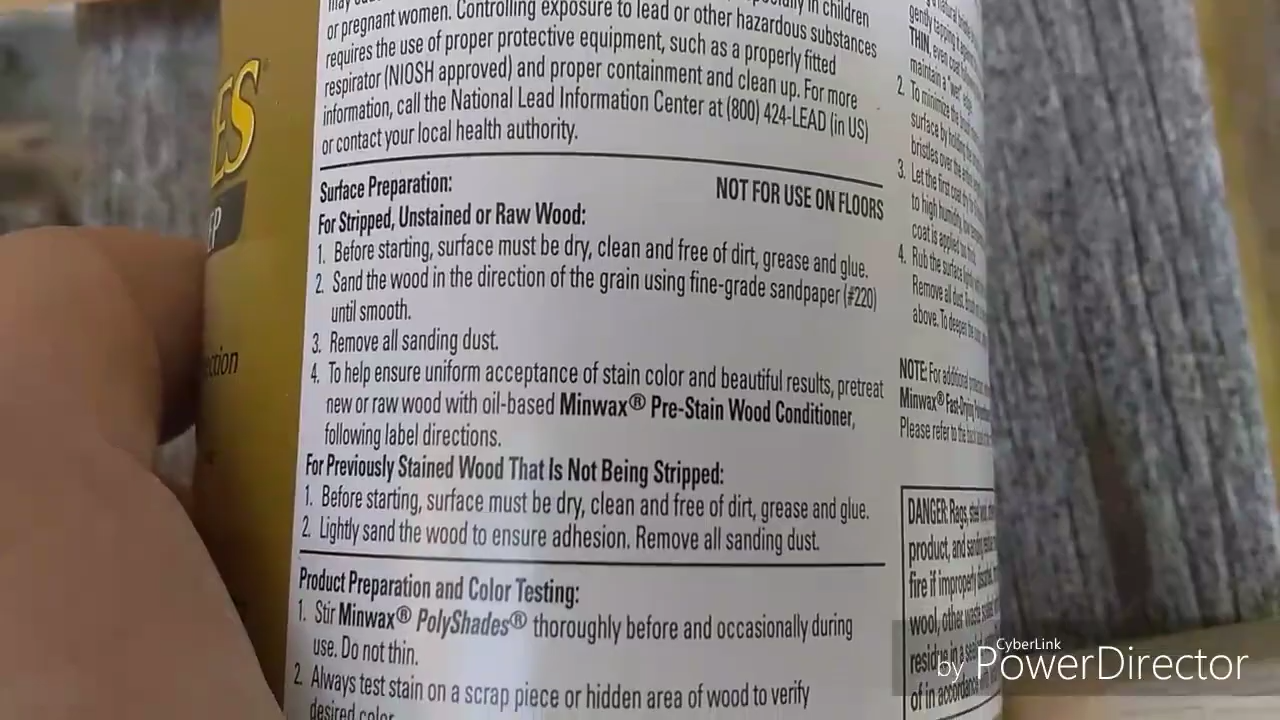 ES
or pregnant women. Controlling exposure to lead or other hazardous substances
requires the use of proper protective equipment, such as a properly fitted
respirator (NIOSH approved) and proper containment and clean up. For more
information, call the National Lead Information Center at (800) 424-LEAD (in US)
or contact your local health authority.
Surface Preparation:
NOT FOR USE ON FLOORS
For Stripped, Unstained or Raw Wood:
1. Before starting, surface must be dry, clean and free of dirt, grease and glue.
2. Sand the wood in the direction of the grain using fine-grade sandpaper (#220)
until smooth.
3. Remove all sanding dust.
4. To help ensure uniform acceptance of stain color and beautiful results, pretreat
new or raw wood with oil-based Minwax® Pre-Stain Wood Conditioner,
following label directions.
For Previously Stained Wood That Is Not Being Stripped:
1. Before starting, surface must be dry, clean and free of dirt, grease and glue.
2. Lightly sand the wood to ensure adhesion. Remove all sanding dust.
Product Preparation and Color Testing:
1. Stir Minwax® PolyShades® thoroughly before and occasionally during
use. Do not thin.
2. Always test stain on a scrap piece or hidden area of wood to verify
desired color
THIN, even coat
maintain a "wet" edge.
2. To minimize the
surface by holding the
bristles over the
3. Let the first coat dry
to high humidity,
coat is applied
4. Rub the surface
Remove all dust.
above. To deepen the
NOTE: For additional
Minwax® Fast-Drying
Please refer to the back
DANGER: Rags, steel
product, and sanding
fire if improperly
wool, other waste
residue in a
of in accordance
CyberLink
by PowerDirector